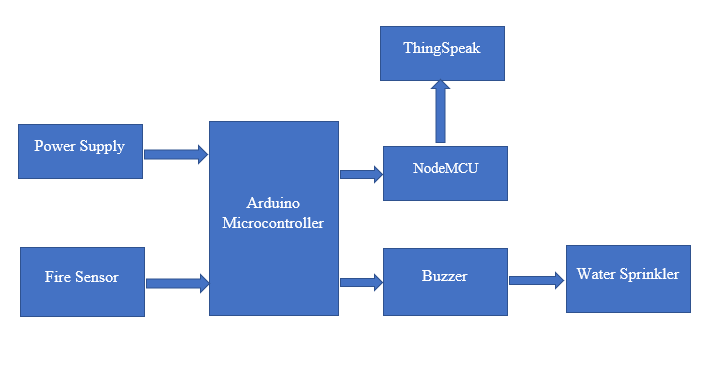 ThingSpeak
Power Supply
NodeMCU
Arduino
Microcontroller
Fire Sensor
Buzzer
Water Sprinkler